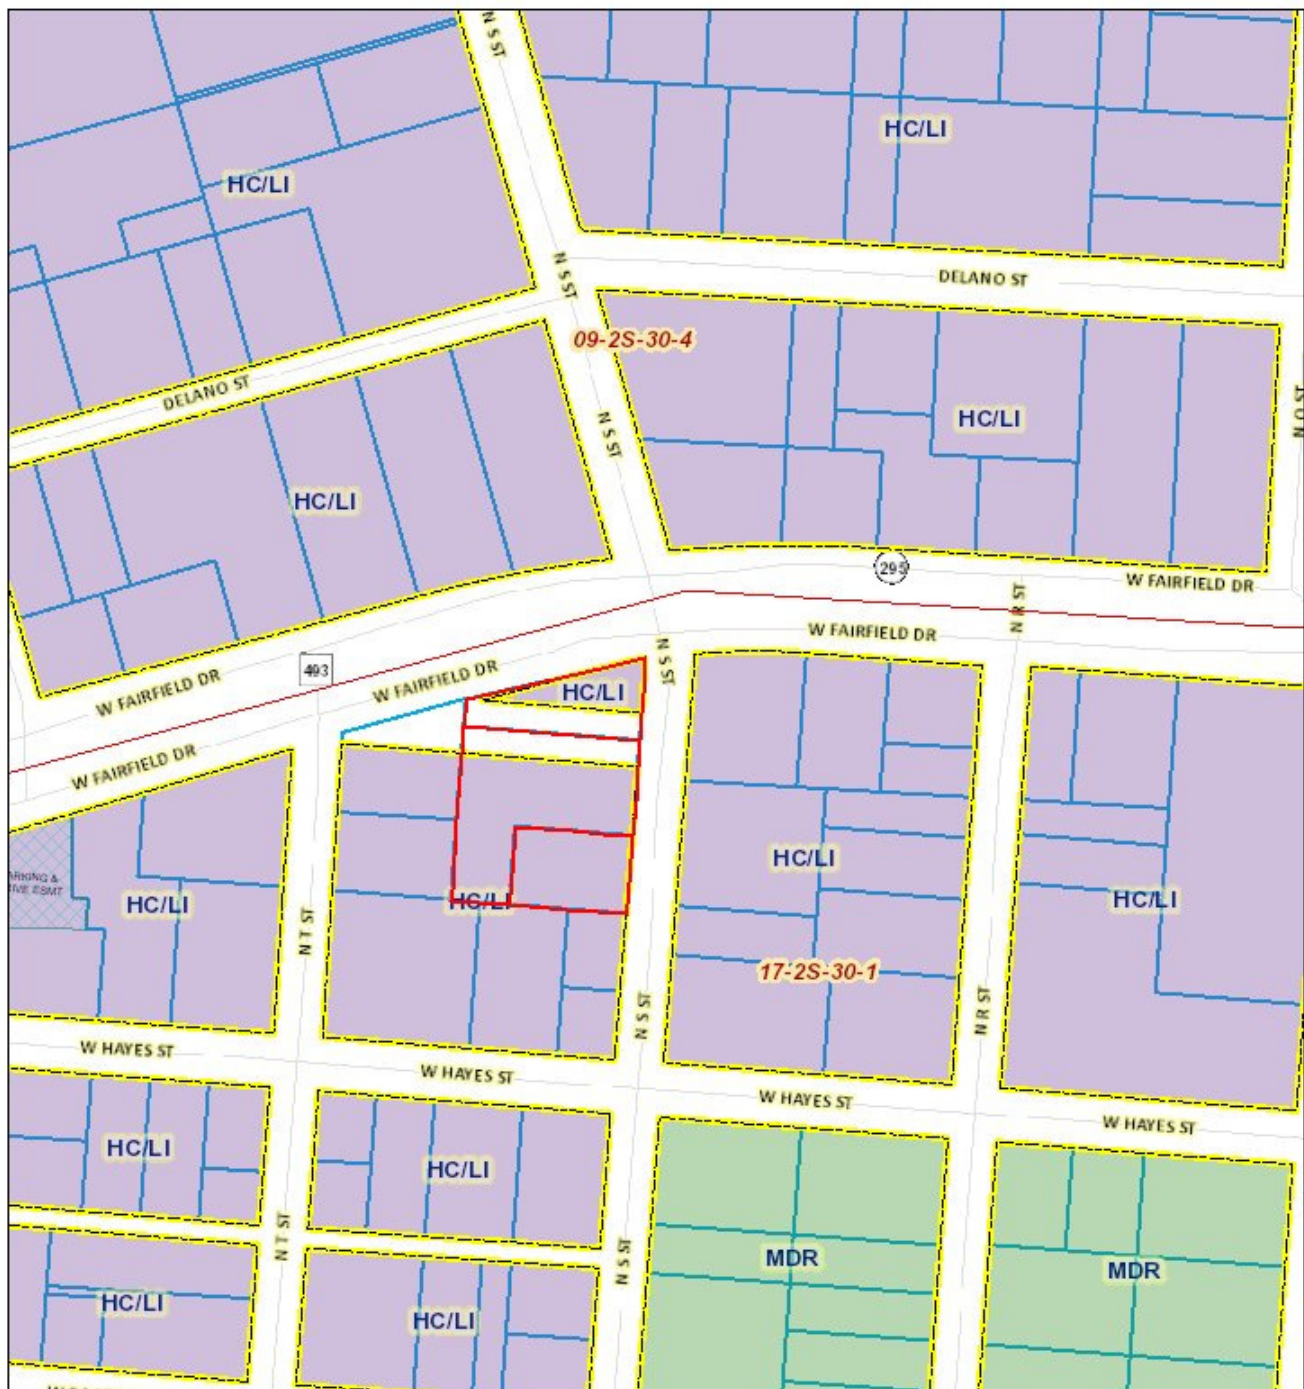 N S ST
HC/LI
HC/LI
N S ST
DELANO ST
09-2S-30-4
DELANO ST
N S ST
HC/LI
HC/LI
295
W FAIRFIELD DR
N R ST
W FAIRFIELD DR
N S ST
493
W FAIRFIELD DR
HC/LI
W FAIRFIELD DR
W FAIRFIELD DR
HC/LI
HC/LI
HC/LI
HC/LI
N T ST
17-2S-30-1
N S ST
N R ST
W HAYES ST
W HAYES ST
W HAYES ST
W HAYES ST
HC/LI
HC/LI
N T ST
N S ST
MDR
MDR
HC/LI
HC/LI